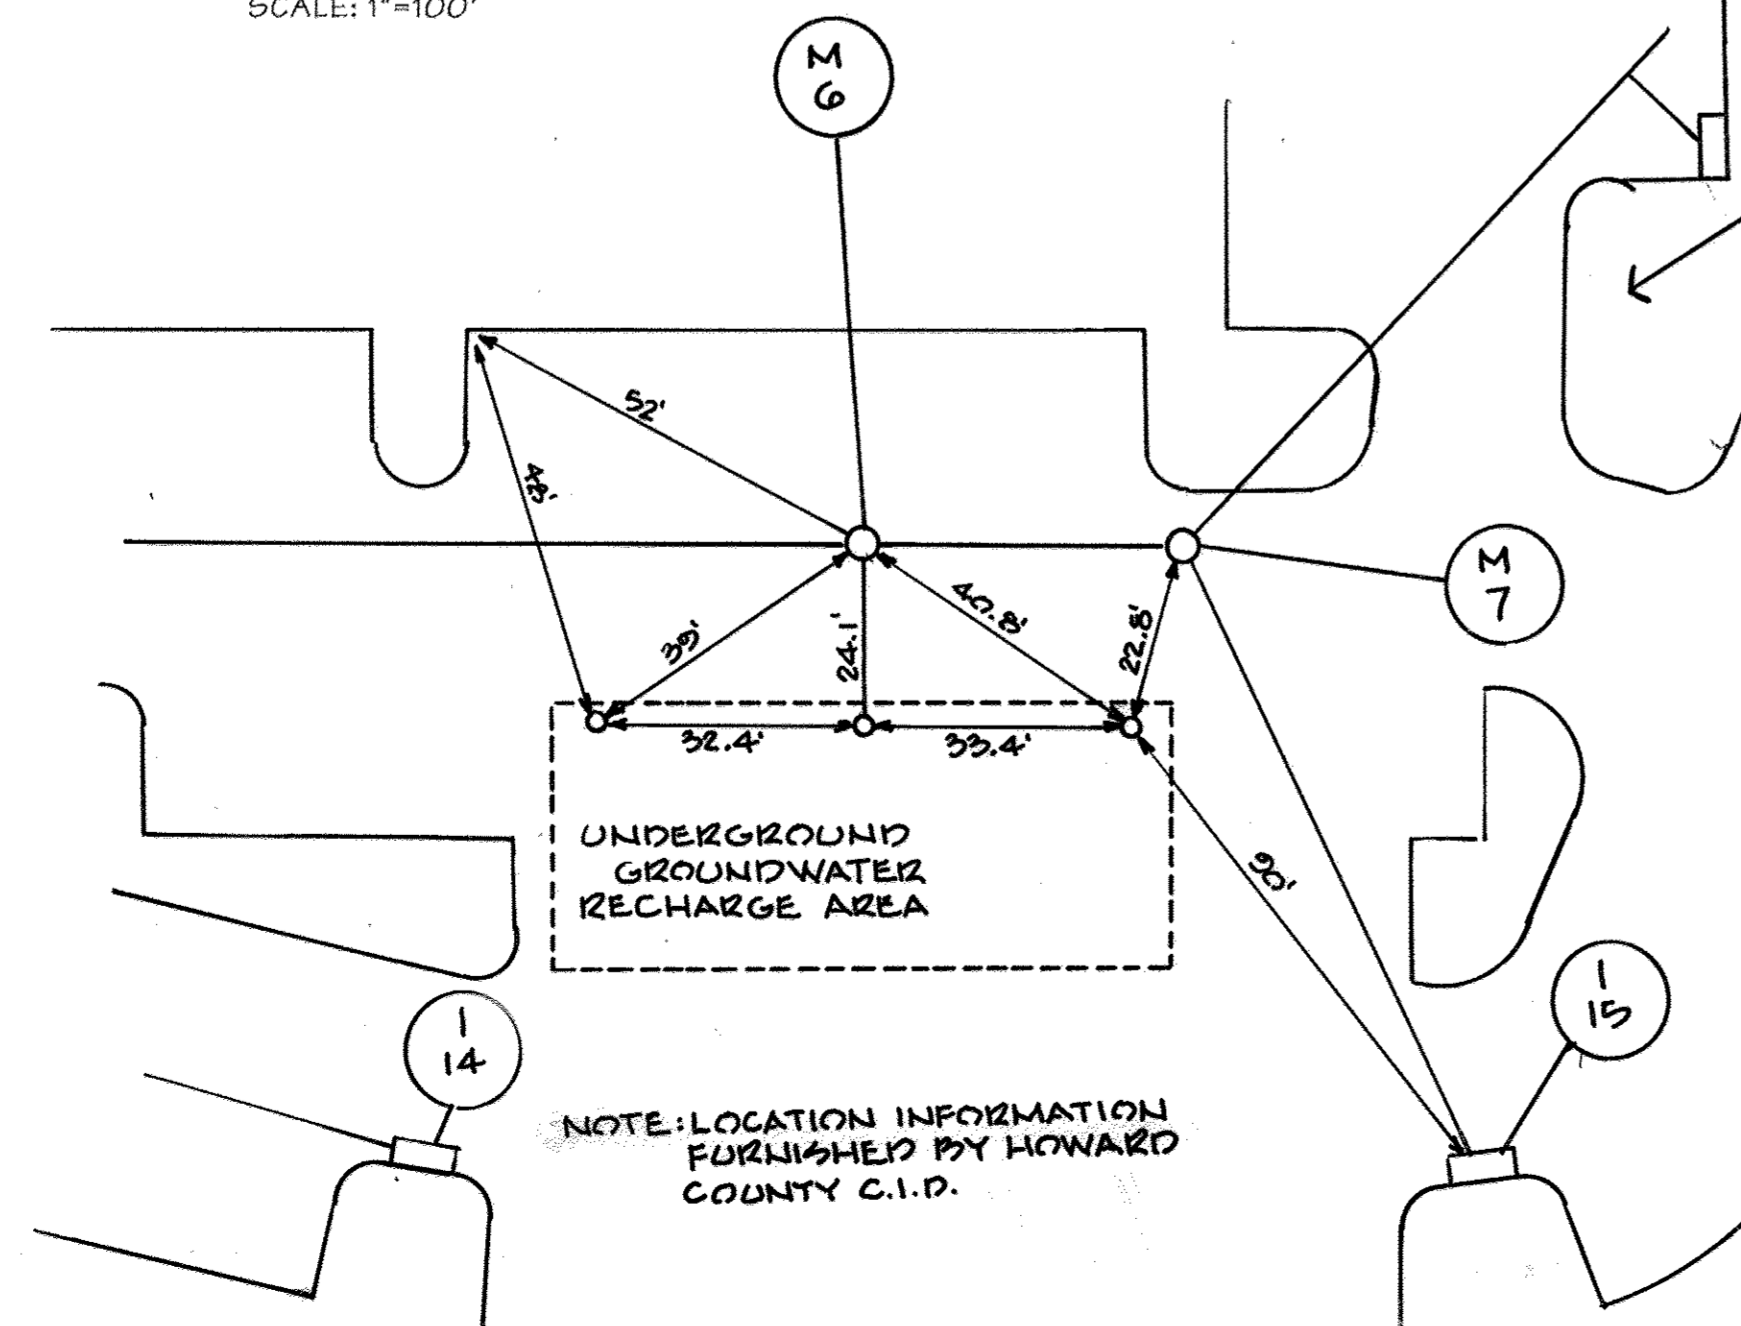 SCALE: 1"=100'
M
6
52'
48'
M
7
39'
24.1'
40.8'
22.8'
32.4'
33.4'
UNDERGROUND
GROUNDWATER
RECHARGE AREA
90'
I
15
I
14
NOTE: LOCATION INFORMATION
FURNISHED BY HOWARD
COUNTY C.I.D.